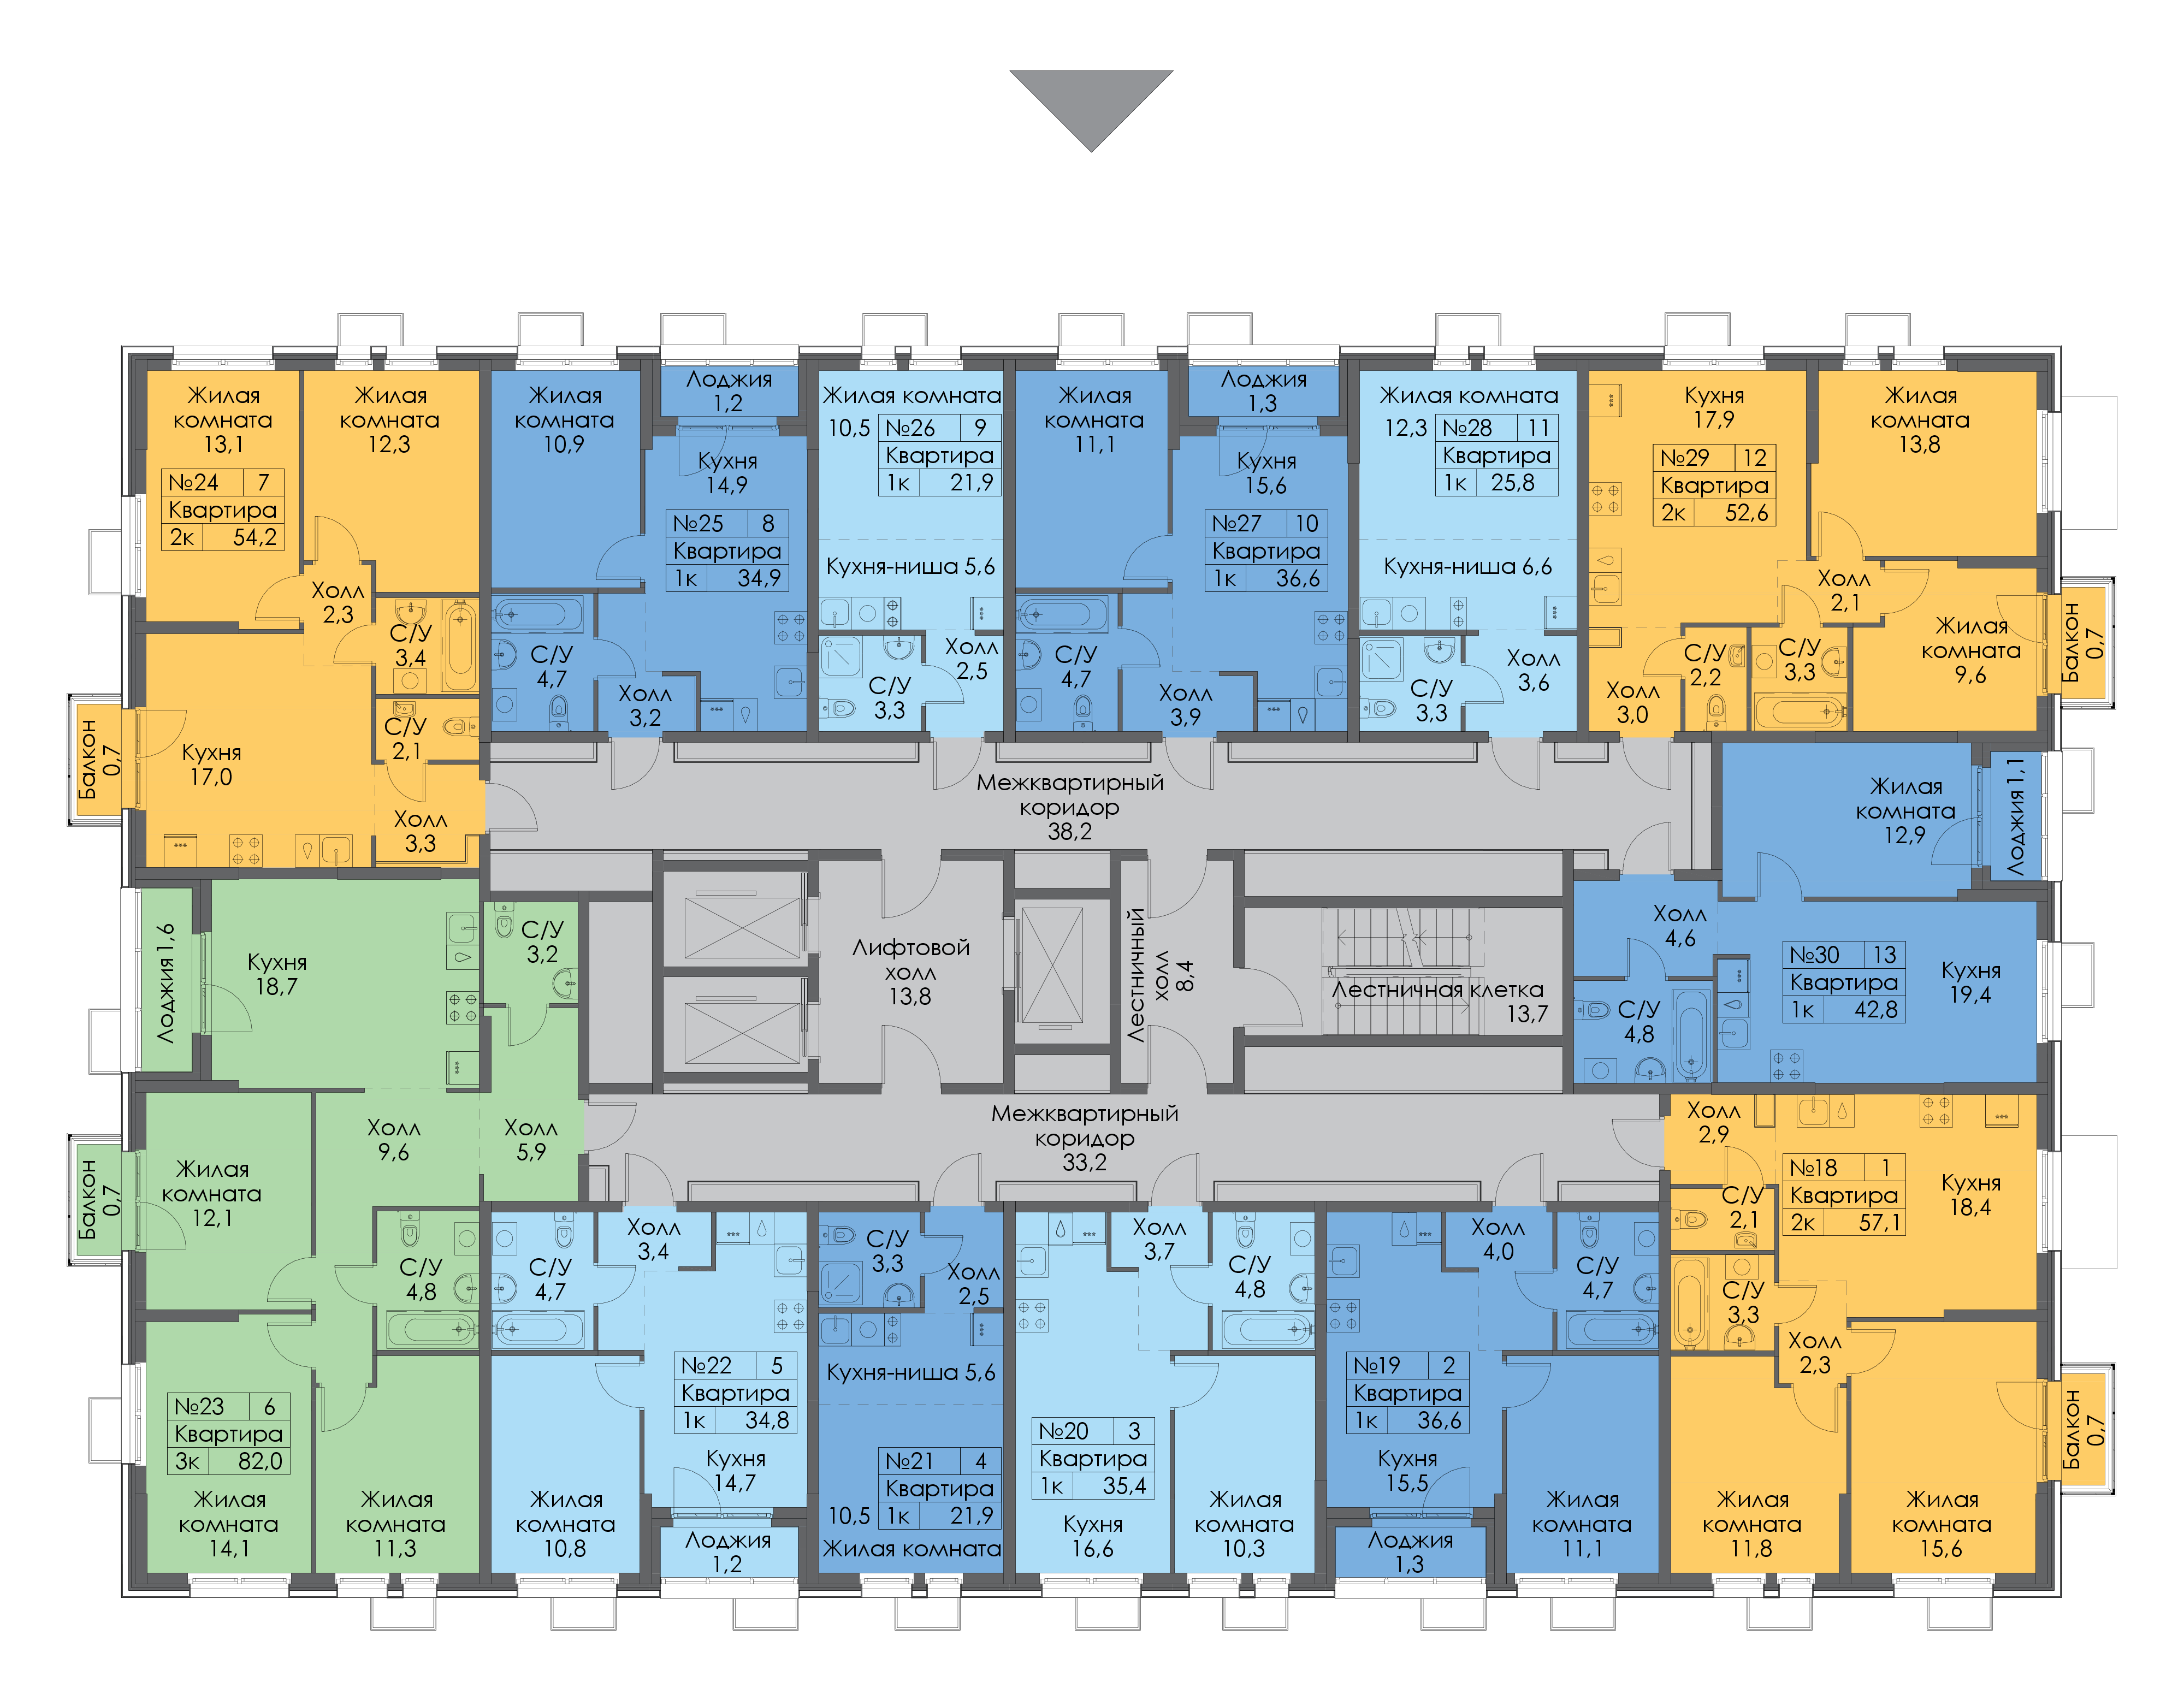 Жилая
комната
13,1
№24 7
Квартира
2к 54,2
Жилая
комната
12,3
Холл
2,3
С/У
3,4
С/У
2,1
Кухня
17,0
Холл
3,3
Балкон
0,7
Жилая
комната
10,9
Лоджия
1,2
Кухня
14,9
№25 8
Квартира
1к 34,9
С/У
4,7
Холл
3,2
Жилая комната
10,5
№26 9
Квартира
1к 21,9
Кухня-ниша 5,6
С/У
3,3
Холл
2,5
Жилая
комната
11,1
Лоджия
1,3
Кухня
15,6
№27 10
Квартира
1к 36,6
С/У
4,7
Холл
3,9
Жилая комната
12,3
№28 11
Квартира
1к 25,8
Кухня-ниша 6,6
С/У
3,3
Холл
3,6
Кухня
17,9
№29 12
Квартира
2к 52,6
Жилая
комната
13,8
Холл
2,1
Жилая
комната
9,6
С/У
2,2
С/У
3,3
Холл
3,0
Балкон
0,7
Межквартирный
коридор
38,2
Жилая
комната
12,9
Лоджия 1,1
Холл
4,6
№30 13
Квартира
1к 42,8
Кухня
19,4
С/У
4,8
Лифтовой
холл
13,8
Лестничный
холл
8,4
Лестничная клетка
13,7
Лоджия 1,6
Кухня
18,7
С/У
3,2
Холл
9,6
Холл
5,9
Балкон
0,7
Жилая
комната
12,1
С/У
4,8
№23 6
Квартира
3к 82,0
Жилая
комната
14,1
Жилая
комната
11,3
Межквартирный
коридор
33,2
С/У
4,7
Холл
3,4
№22 5
Квартира
1к 34,8
Кухня
14,7
Жилая
комната
10,8
Лоджия
1,2
С/У
3,3
Холл
2,5
Кухня-ниша 5,6
№21 4
Квартира
10,5
1к 21,9
Жилая комната
Холл
3,7
С/У
4,8
№20 3
Квартира
1к 35,4
Кухня
16,6
Жилая
комната
10,3
Холл
4,0
С/У
4,7
№19 2
Квартира
1к 36,6
Кухня
15,5
Лоджия
1,3
Жилая
комната
11,1
Холл
2,9
№18 1
Квартира
2к 57,1
Кухня
18,4
С/У
2,1
С/У
3,3
Холл
2,3
Жилая
комната
11,8
Жилая
комната
15,6
Балкон
0,7